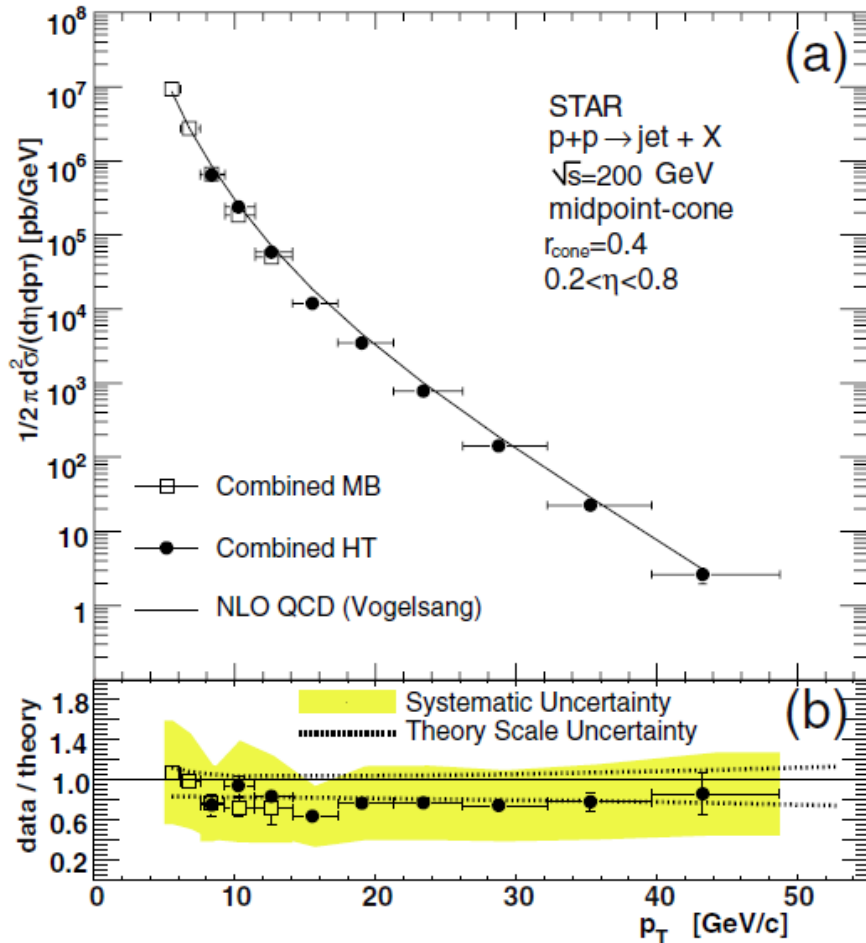 (a)
STAR
p+p → jet + X
√s=200 GeV
midpoint-cone
r_cone=0.4
0.2<η<0.8
1/2π d²σ/(dηdpT) [pb/GeV]
10⁸
10⁷
10⁶
10⁵
10⁴
10³
10²
10
1
Combined MB
Combined HT
NLO QCD (Vogelsang)
(b)
Systematic Uncertainty
Theory Scale Uncertainty
data / theory
1.8
1.4
1.0
0.6
0.2
0 10 20 30 40 50
p_T [GeV/c]